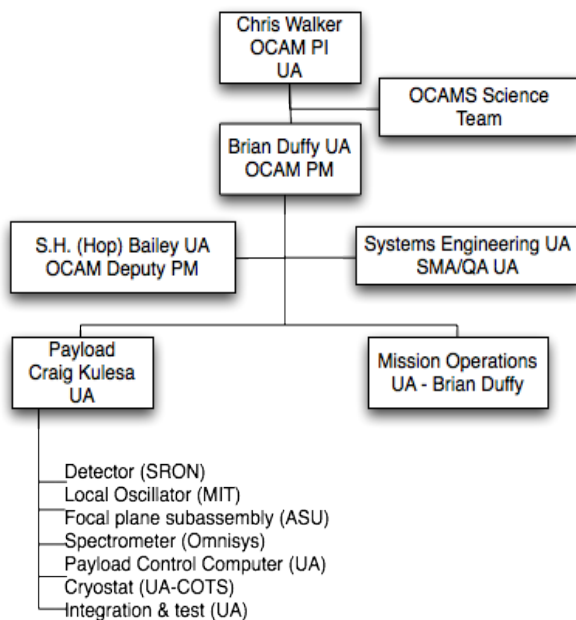 Chris Walker
OCAM PI
UA
OCAMS Science
Team
Brian Duffy UA
OCAM PM
S.H. (Hop) Bailey UA
OCAM Deputy PM
Systems Engineering UA
SMA/QA UA
Payload
Craig Kulesa
UA
Mission Operations
UA - Brian Duffy
Detector (SRON)
Local Oscillator (MIT)
Focal plane subassembly (ASU)
Spectrometer (Omnisys)
Payload Control Computer (UA)
Cryostat (UA-COTS)
Integration & test (UA)